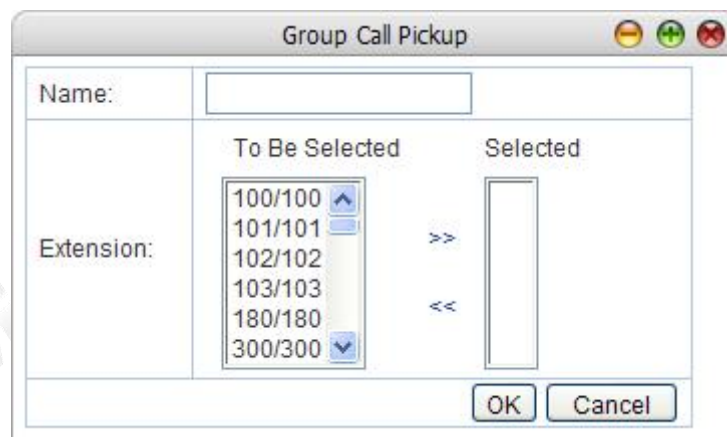 Group Call Pickup
Name:
To Be Selected Selected
Extension:
100/100
101/101
102/102
103/103
180/180
300/300
>>
<<
OK Cancel